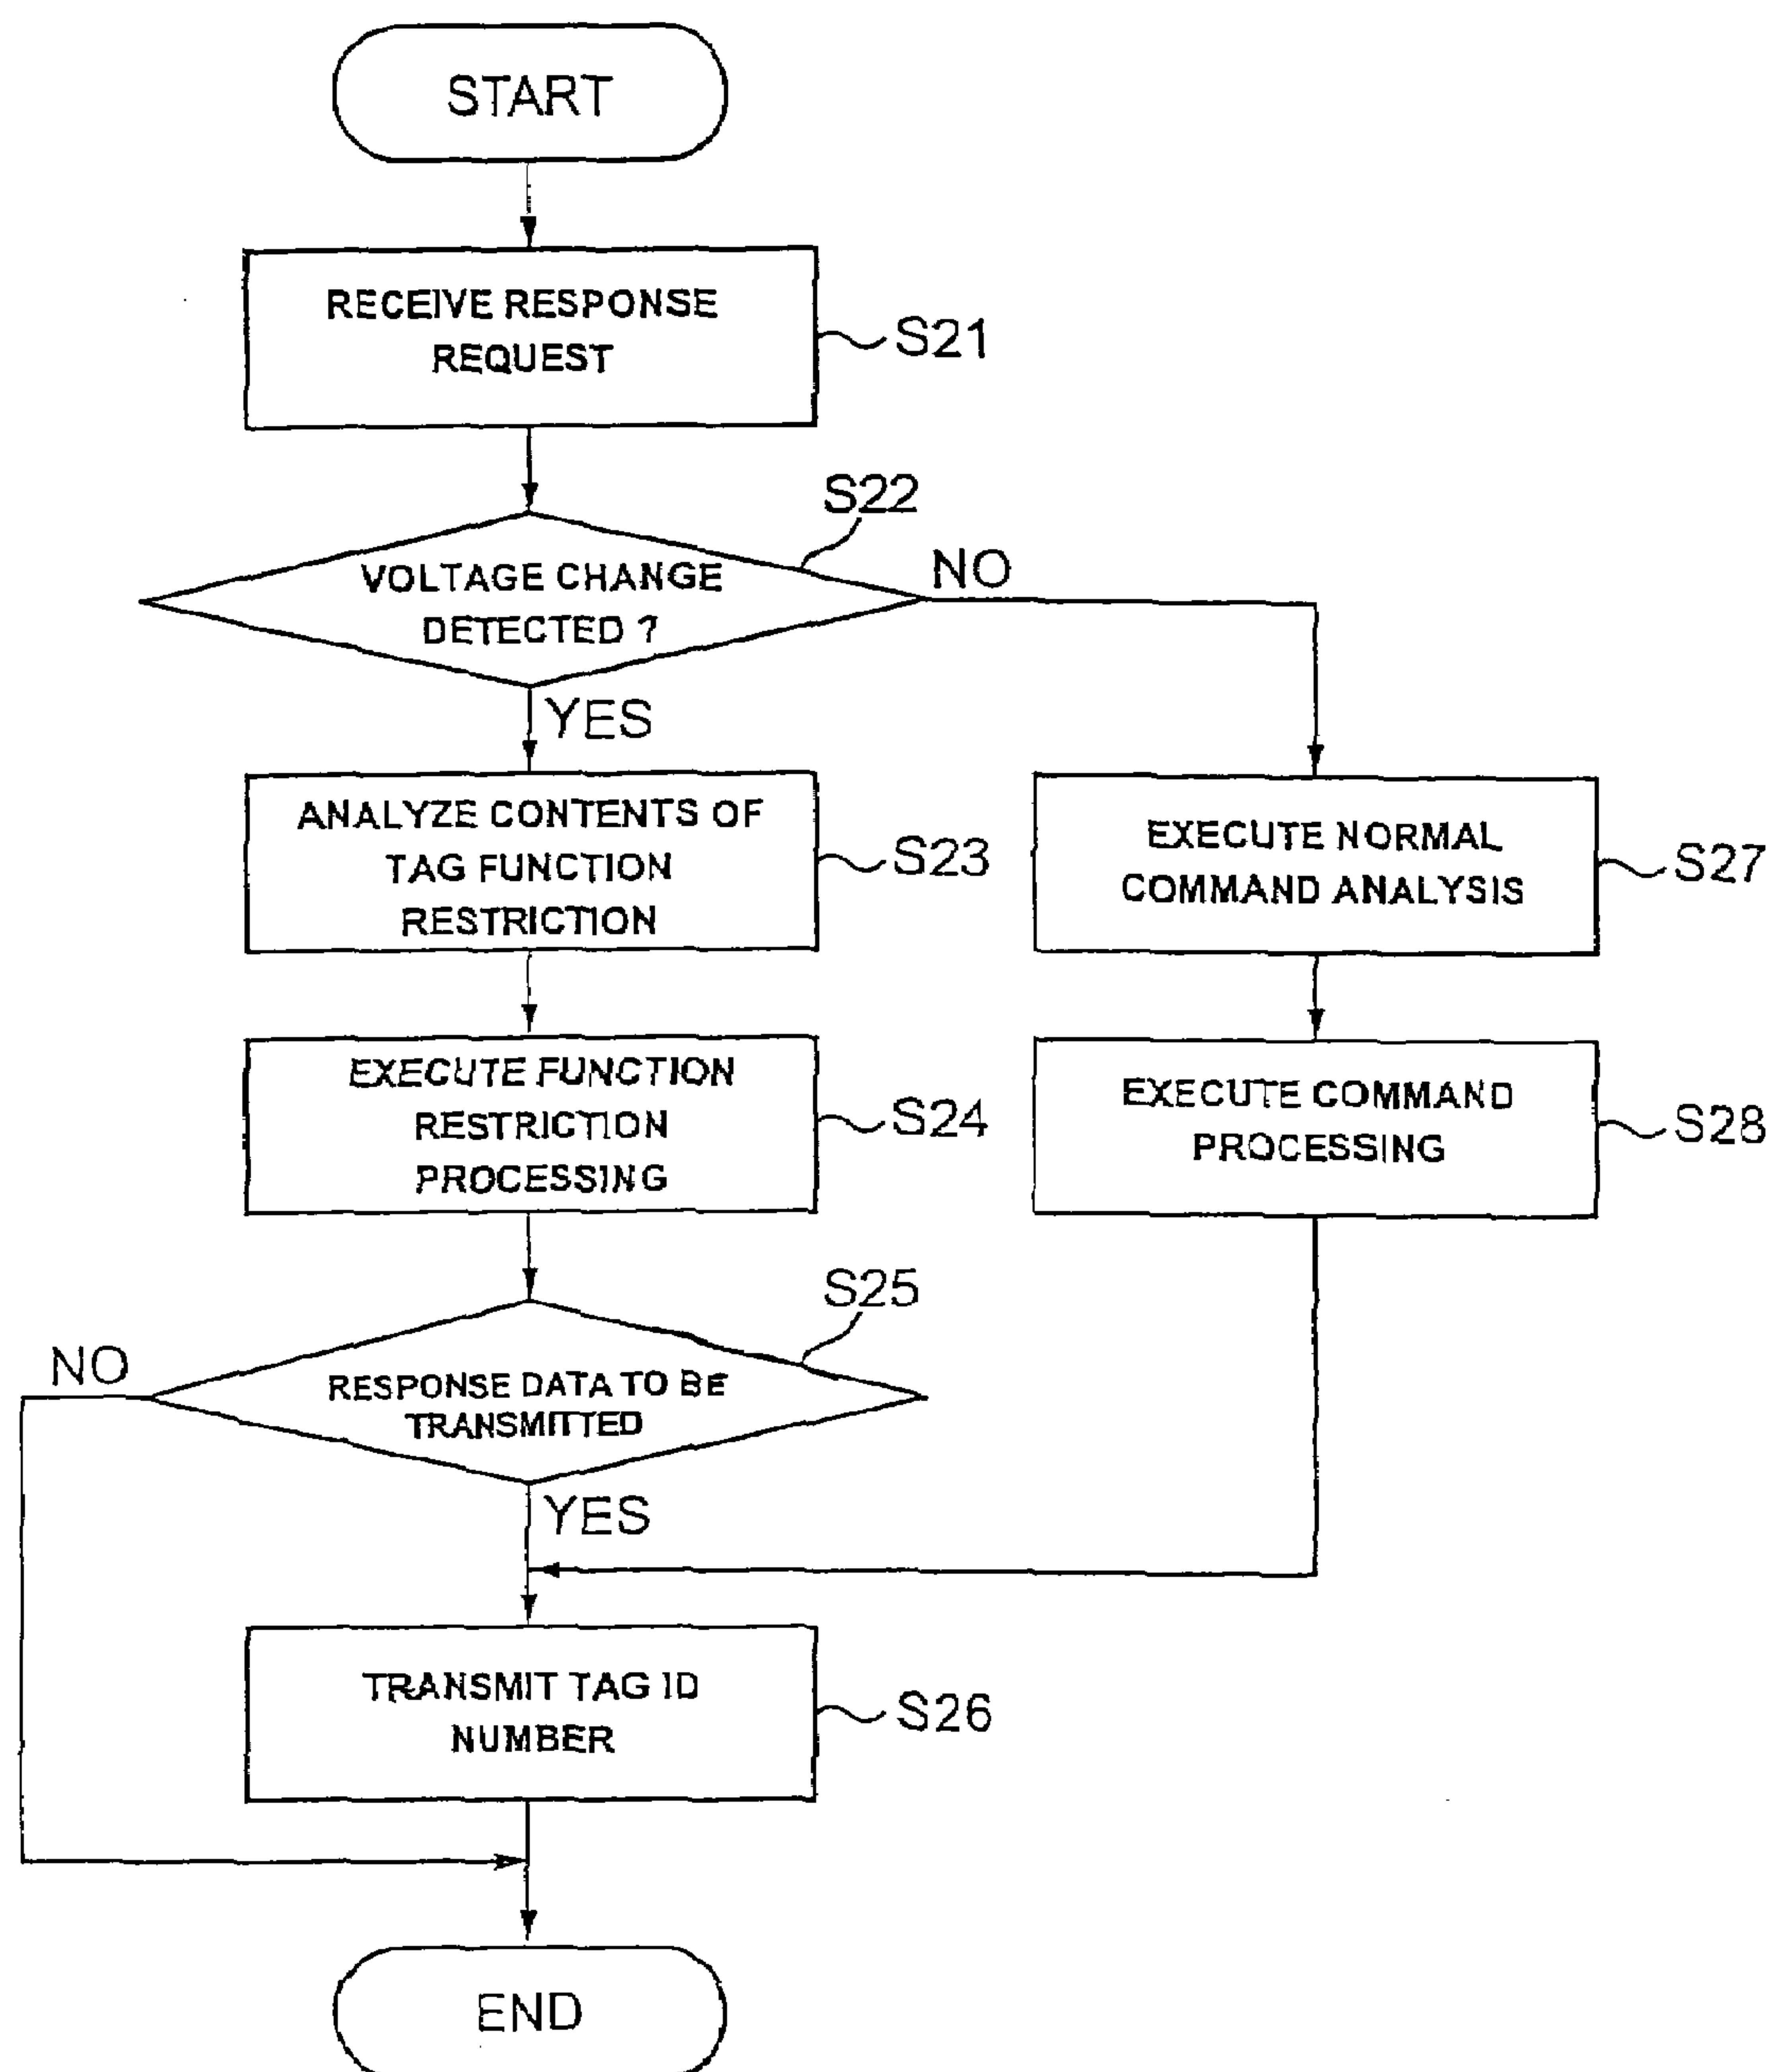 START
RECEIVE RESPONSE
REQUEST
S21
S22
VOLTAGE CHANGE
DETECTED ?
NO
YES
ANALYZE CONTENTS OF
TAG FUNCTION
RESTRICTION
S23
EXECUTE NORMAL
COMMAND ANALYSIS
S27
EXECUTE FUNCTION
RESTRICTION
PROCESSING
S24
EXECUTE COMMAND
PROCESSING
S28
S25
NO
RESPONSE DATA TO BE
TRANSMITTED
YES
TRANSMIT TAG ID
NUMBER
S26
END